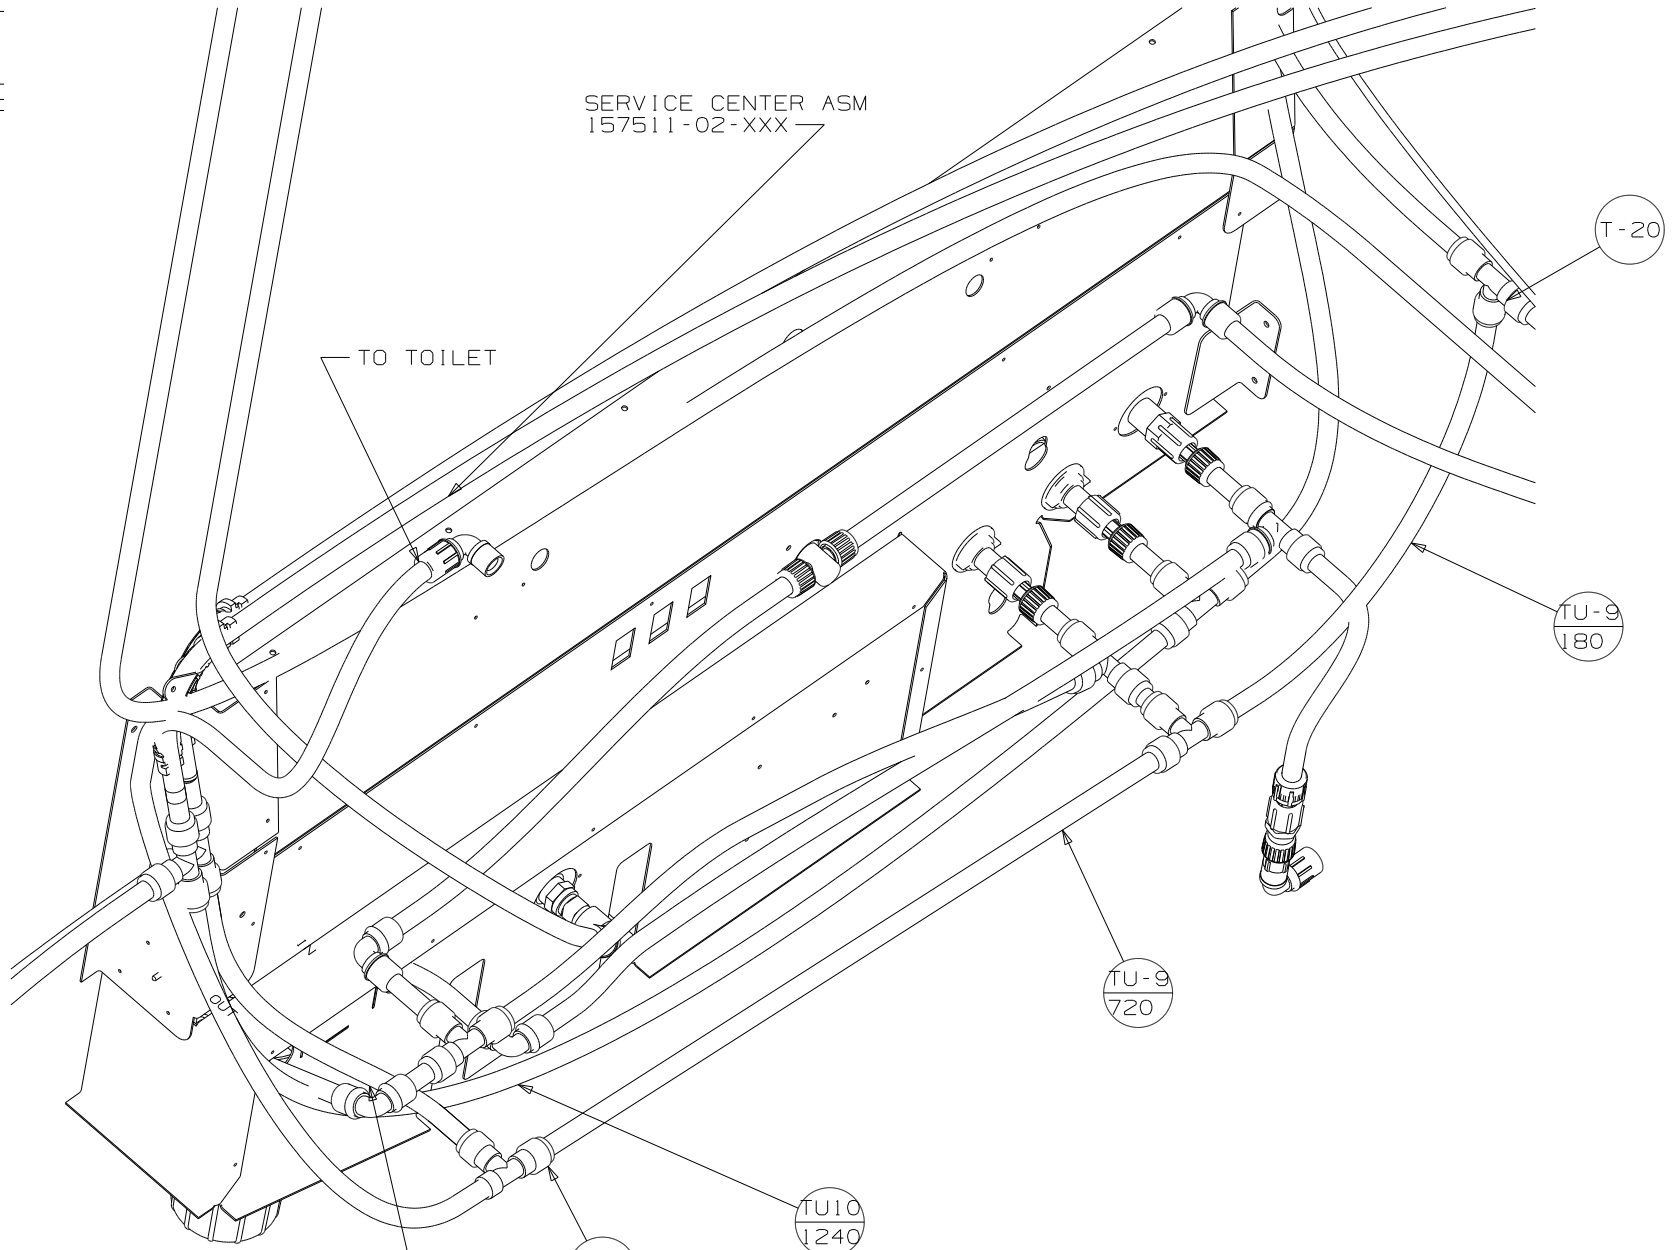 SERVICE CENTER ASM
157511-02-XXX
T-20
TO TOILET
TU-9
180
TU-9
720
OUT
TU10
1240